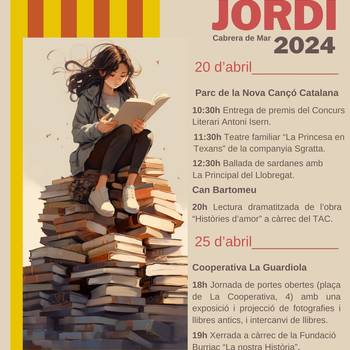 JORDI
Cabrera de Mar 2024
20 d'abril
Parc de la Nova Cançó Catalana
10:30h Entrega de premis del Concurs
Literari Antoni Isern.
11:30h Teatre familiar “La Princesa en
Texans” de la companyia Sgratta.
12:30h Ballada de sardanes amb
La Principal del Llobregat.
Can Bartomeu
20h Lectura dramatitzada de l'obra
“Històries d'amor” a càrrec del TAC.
25 d'abril
Cooperativa La Guardiola
18h Jornada de portes obertes (plaça
de La Cooperativa, 4) amb una
exposició i projecció de fotografies i
llibres antics, i intercanvi de llibres.
19h Xerrada a càrrec de la Fundació
Burriac “La nostra Història”.